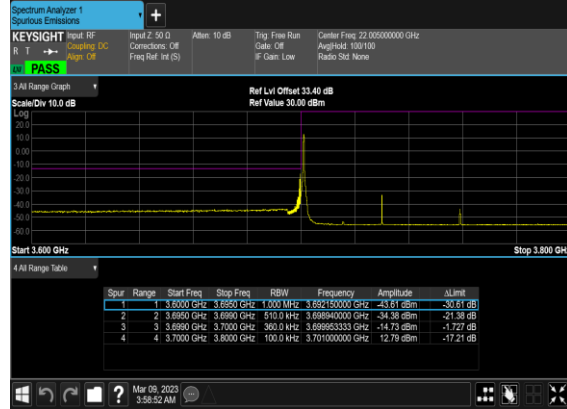 Spectrum Analyzer 1
Spurious Emissions
KEYSIGHT Input: RF Input Z: 50 Ω Atten: 10 dB Trig: Free Run Center Freq: 22.005000000 GHz
R T Coupling: DC Corrections: Off Gate: Off Avg|Hold: 100/100
Align: Off Freq Ref: Int (S) IF Gain: Low Radio Std: None
PASS
3 All Range Graph
Ref Lvl Offset 33.40 dB
Scale/Div 10.0 dB Ref Value 30.00 dBm
Log
20.0
10.0
0.00
-10.0
-20.0
-30.0
-40.0
-50.0
-60.0
Start 3.600 GHz Stop 3.800 GHz
4 All Range Table
Spur Range Start Freq Stop Freq RBW Frequency Amplitude ΔLimit
1 1 3.6000 GHz 3.6950 GHz 1.000 MHz 3.692150000 GHz -43.61 dBm -30.61 dB
2 2 3.6950 GHz 3.6990 GHz 510.0 kHz 3.698940000 GHz -34.38 dBm -21.38 dB
3 3 3.6990 GHz 3.7000 GHz 360.0 kHz 3.699953333 GHz -14.73 dBm -1.727 dB
4 4 3.7000 GHz 3.8000 GHz 100.0 kHz 3.701000000 GHz 12.79 dBm -17.21 dB
? Mar 09, 2023
3:58:52 AM